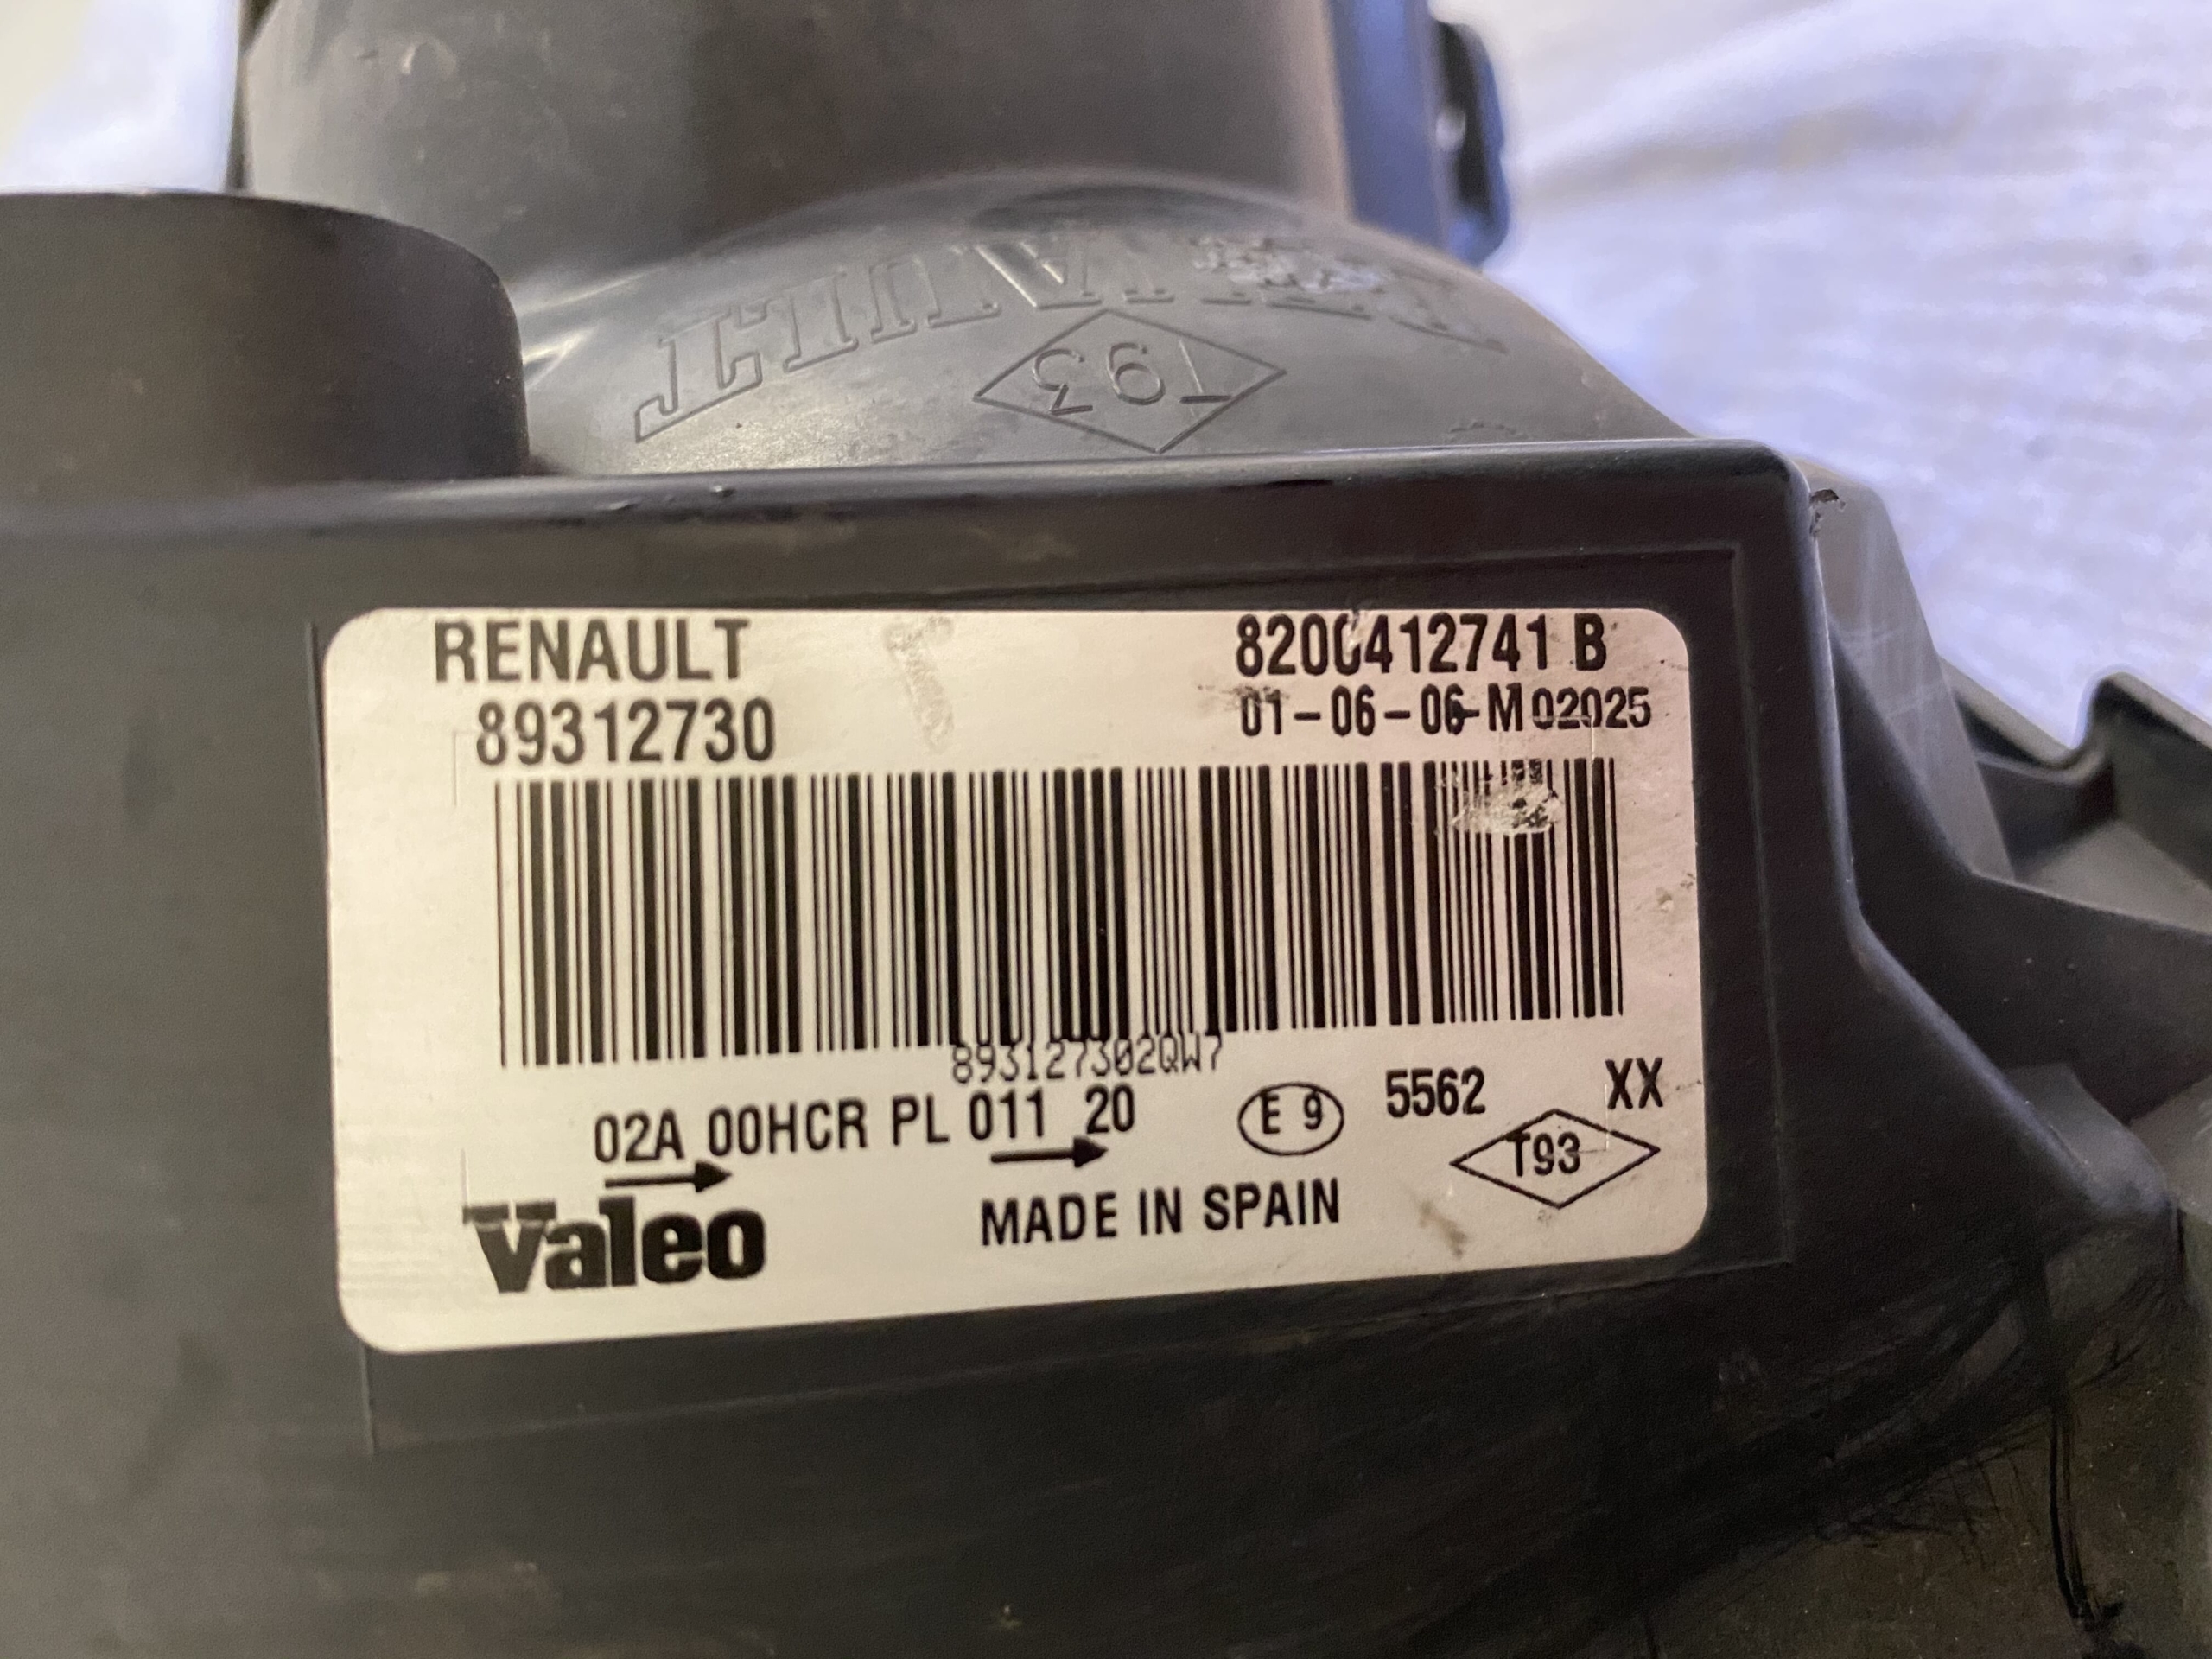 RENAULT
T93
RENAULT 8200412741 B
89312730 01-06-06-M 02025
893127302QW7
02A 00HCR PL 011 20 E 9 5562 XX
T93
Valeo MADE IN SPAIN